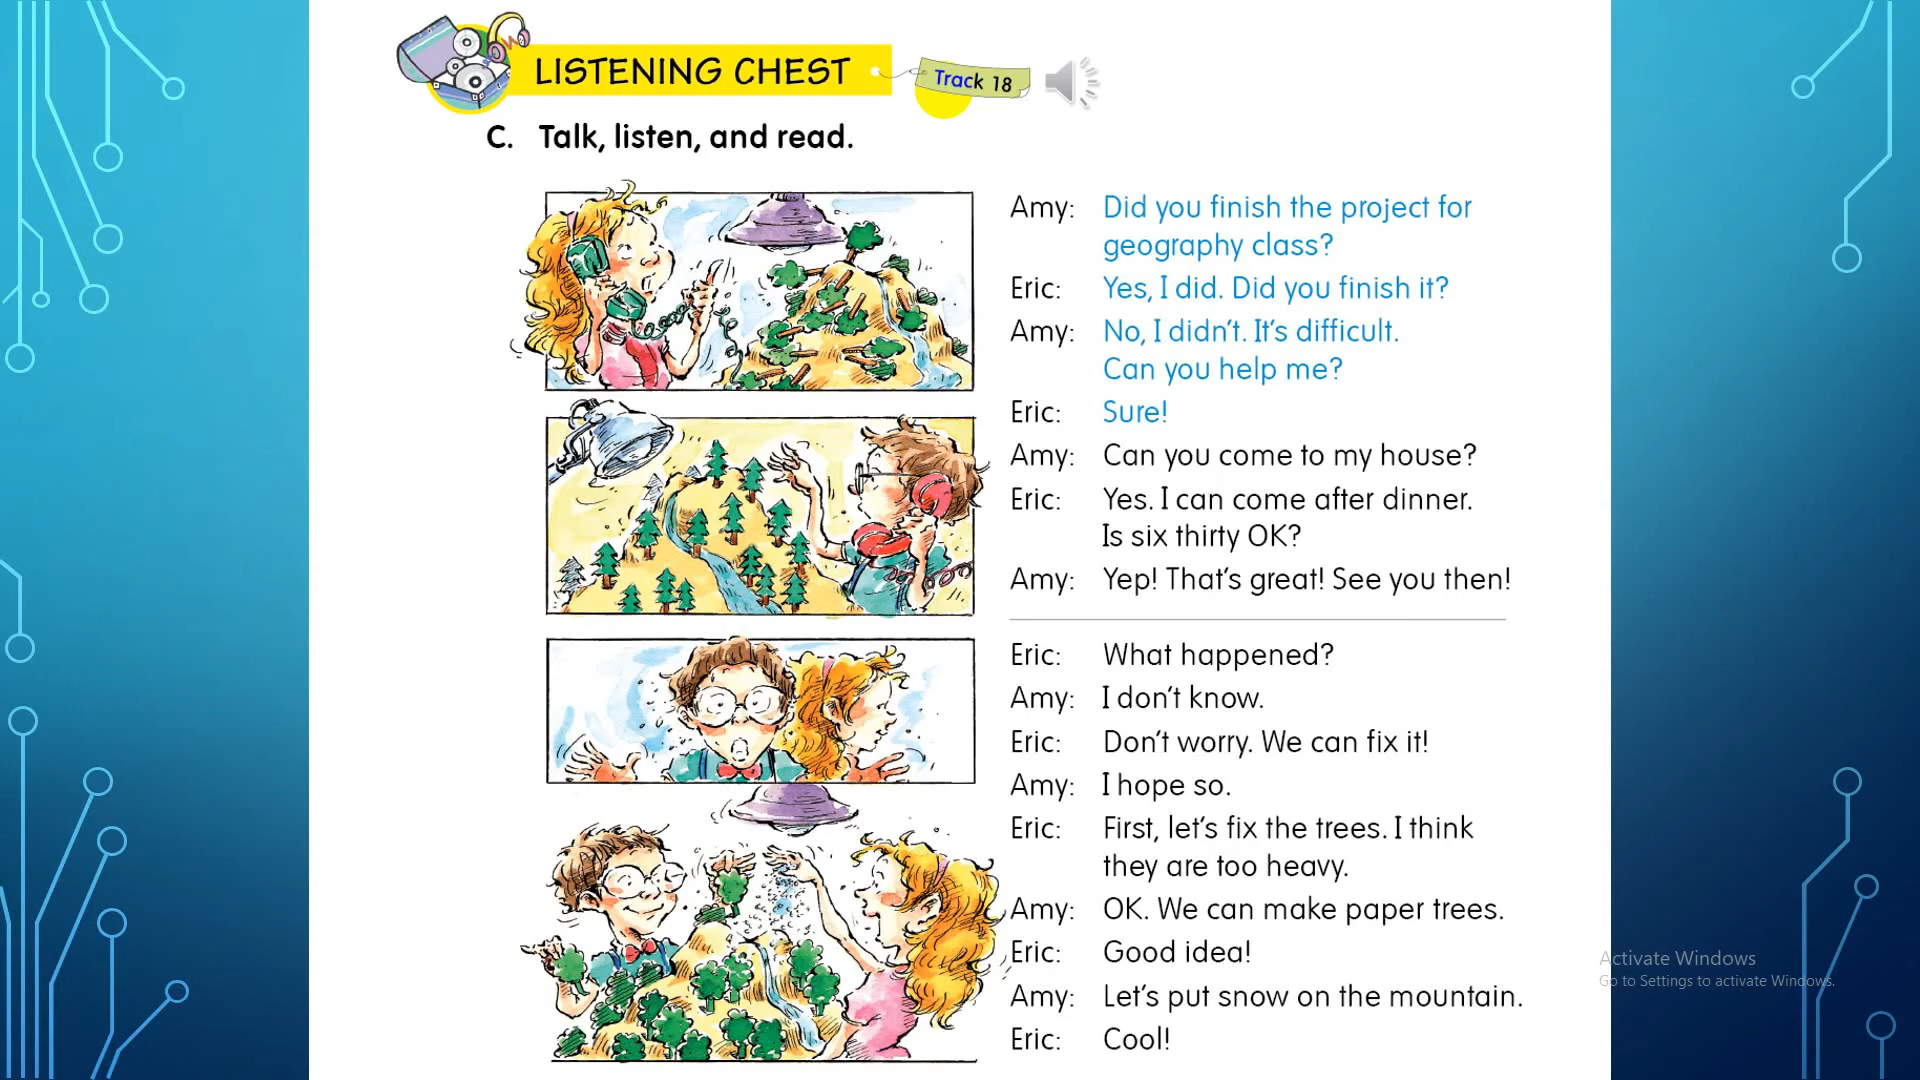 LISTENING CHEST
Track 18
C. Talk, listen, and read.
Amy: Did you finish the project for
geography class?
Eric: Yes, I did. Did you finish it?
Amy: No, I didn't. It's difficult.
Can you help me?
Eric: Sure!
Amy: Can you come to my house?
Eric: Yes. I can come after dinner.
Is six thirty OK?
Amy: Yep! That's great! See you then!
Eric: What happened?
Amy: I don't know.
Eric: Don't worry. We can fix it!
Amy: I hope so.
Eric: First, let's fix the trees. I think
they are too heavy.
Amy: OK. We can make paper trees.
Eric: Good idea!
Amy: Let's put snow on the mountain.
Eric: Cool!
Activate Windows
Go to Settings to activate Windows.